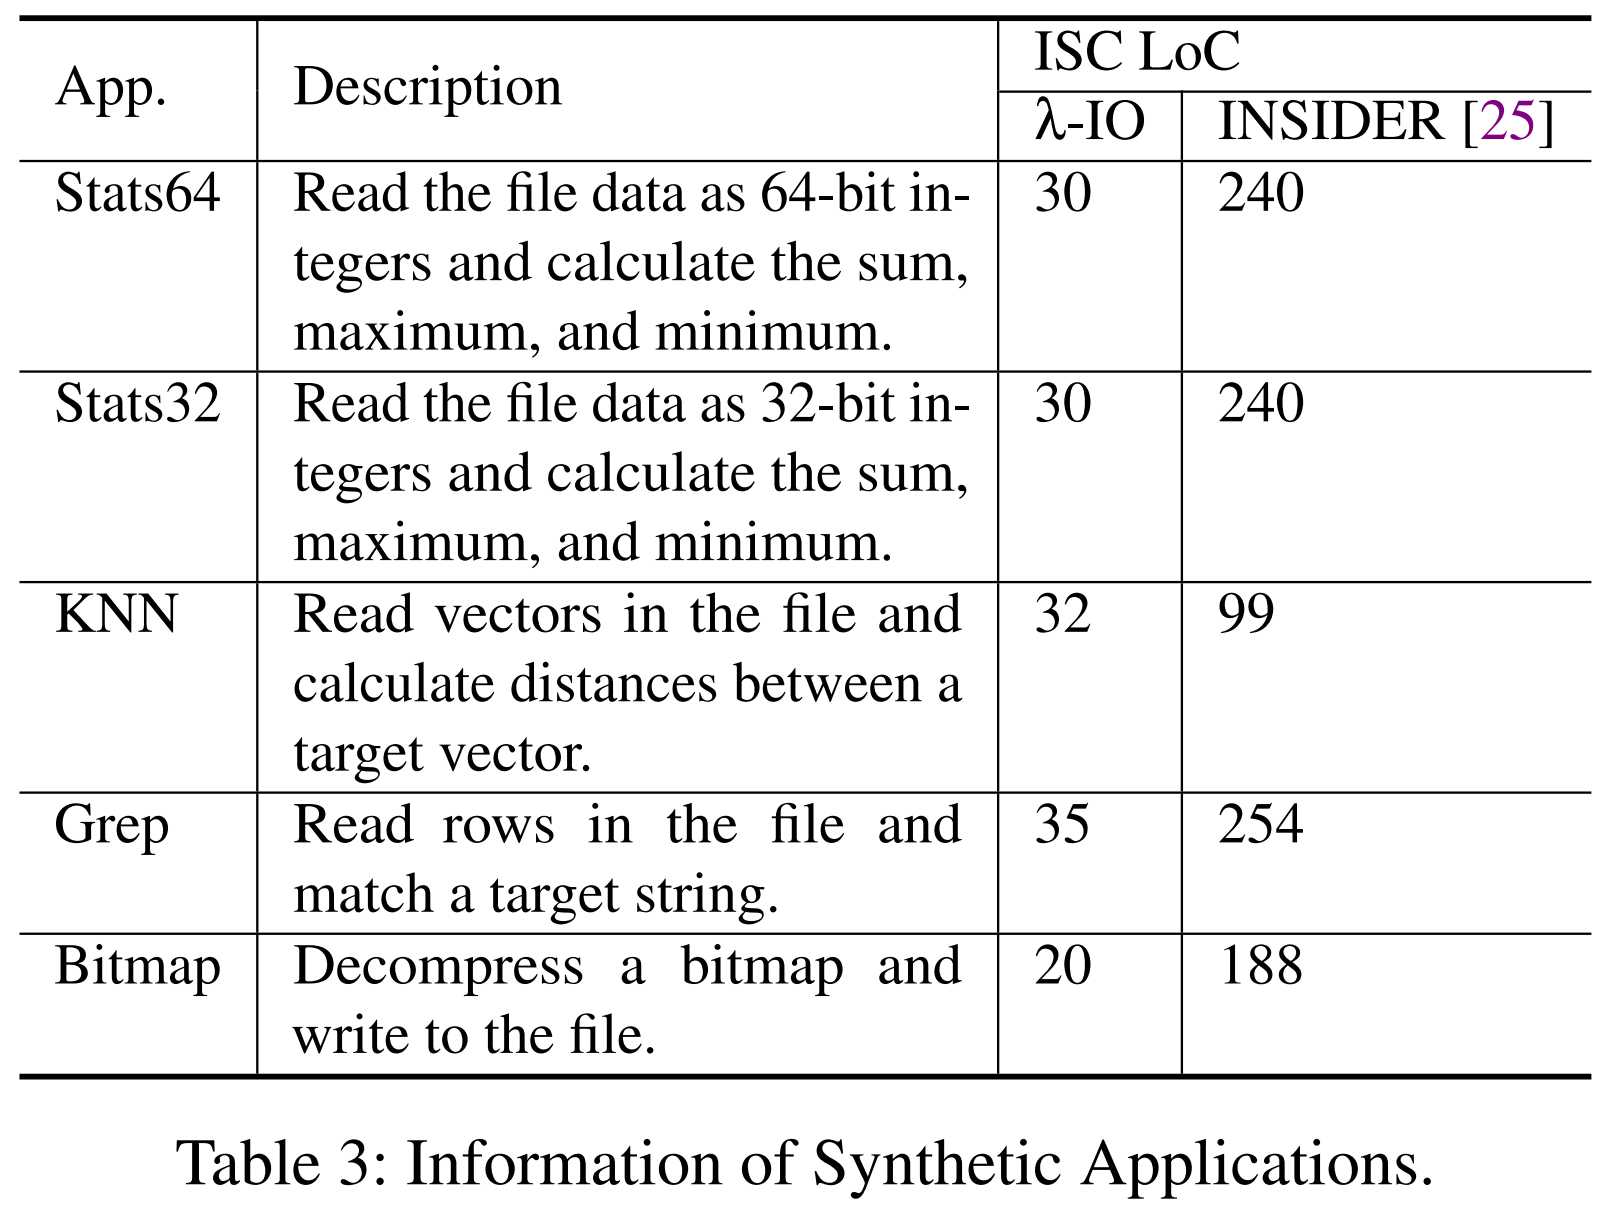 App. Description ISC LoC
λ-IO INSIDER [25]
Stats64 Read the file data as 64-bit in- 30 240
tegers and calculate the sum,
maximum, and minimum.
Stats32 Read the file data as 32-bit in- 30 240
tegers and calculate the sum,
maximum, and minimum.
KNN Read vectors in the file and 32 99
calculate distances between a
target vector.
Grep Read rows in the file and 35 254
match a target string.
Bitmap Decompress a bitmap and 20 188
write to the file.
Table 3: Information of Synthetic Applications.